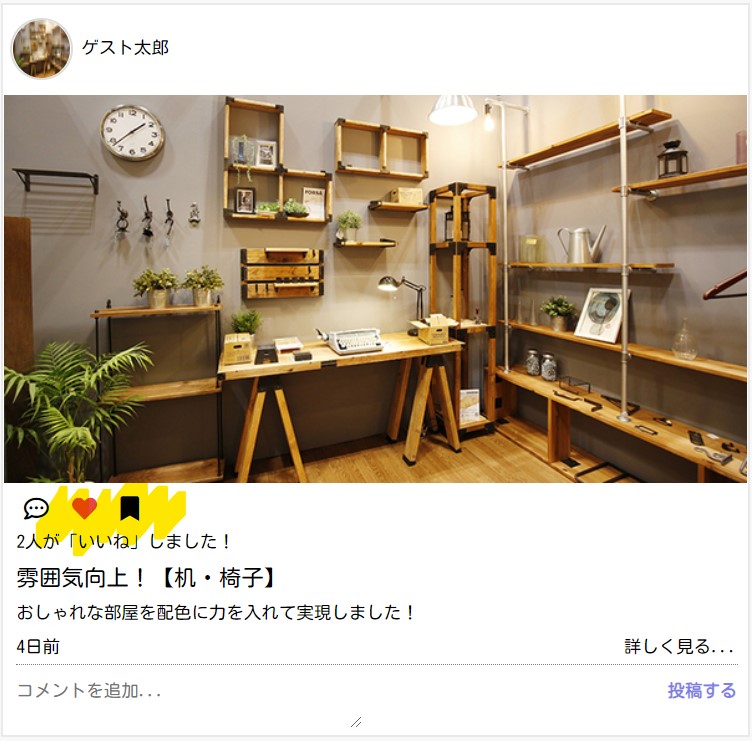 ゲスト太郎
2人が「いいね」しました！
雰囲気向上！【机・椅子】
おしゃれな部屋を配色に力を入れて実現しました！
4日前
詳しく見る...
コメントを追加...
投稿する